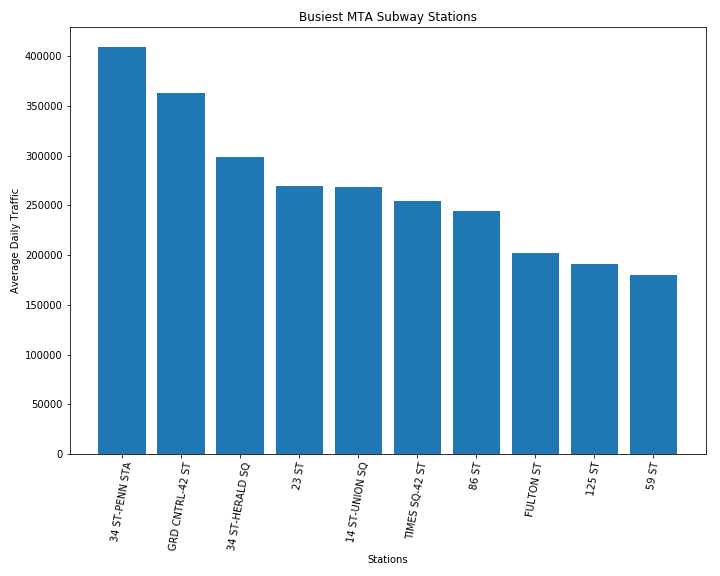 Busiest MTA Subway Stations
Average Daily Traffic
400000
350000
300000
250000
200000
150000
100000
50000
0
34 ST-PENN STA
GRD CNTRL-42 ST
34 ST-HERALD SQ
23 ST
14 ST-UNION SQ
TIMES SQ-42 ST
86 ST
FULTON ST
125 ST
59 ST
Stations